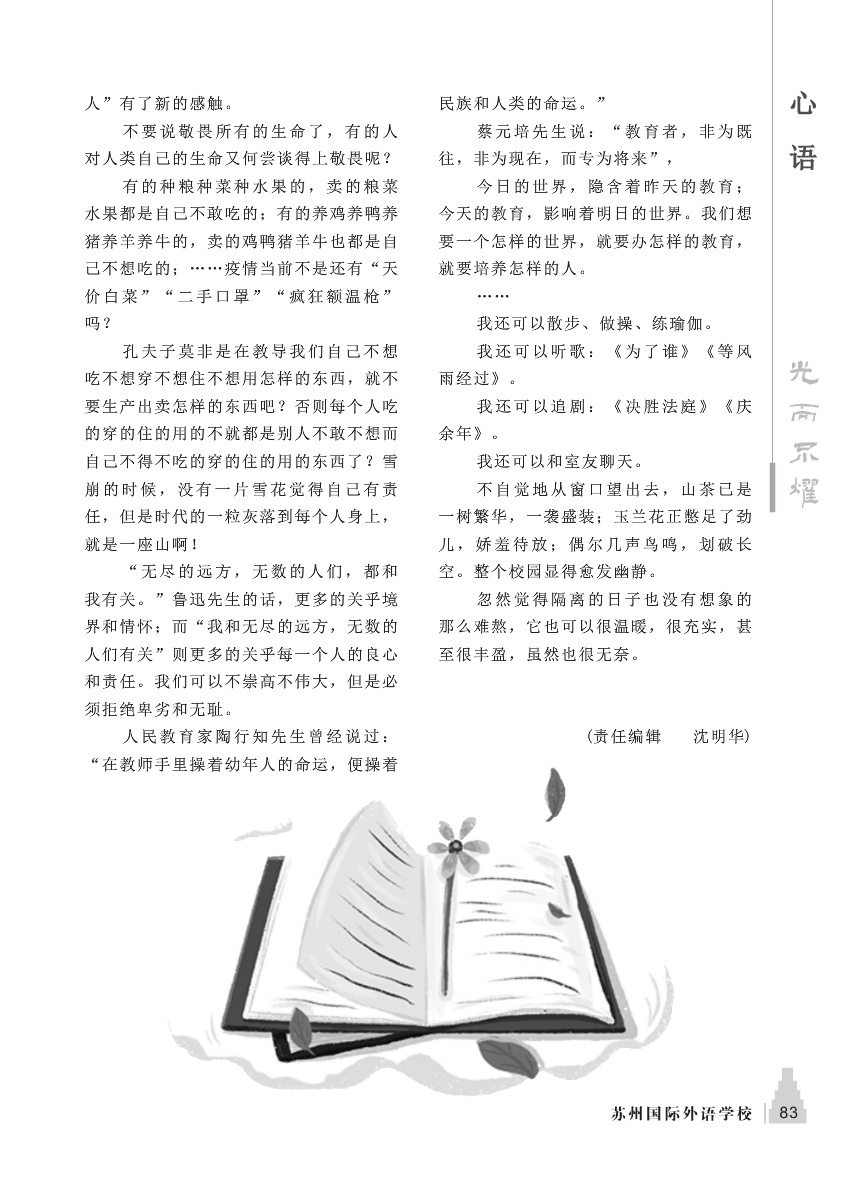 人”有了新的感触。
不要说敬畏所有的生命了，有的人
对人类自己的生命又何尝谈得上敬畏呢？
有的种粮种菜种水果的，卖的粮菜
水果都是自己不敢吃的；有的养鸡养鸭养
猪养羊养牛的，卖的鸡鸭猪羊牛也都是自
己不想吃的；……疫情当前不是还有“天
价白菜”“二手口罩”“疯狂额温枪”
吗？
孔夫子莫非是在教导我们自己不想
吃不想穿不想住不想用怎样的东西，就不
要生产出卖怎样的东西吧？否则每个人吃
的穿的住的用的不就都是别人不敢不想而
自己不得不吃的穿的住的用的东西了？雪
崩的时候，没有一片雪花觉得自己有责
任，但是时代的一粒灰落到每个人身上，
就是一座山啊！
“无尽的远方，无数的人们，都和
我有关。”鲁迅先生的话，更多的关乎境
界和情怀；而“我和无尽的远方，无数的
人们有关”则更多的关乎每一个人的良心
和责任。我们可以不崇高不伟大，但是必
须拒绝卑劣和无耻。
人民教育家陶行知先生曾经说过：
“在教师手里操着幼年人的命运，便操着
民族和人类的命运。”
蔡元培先生说：“教育者，非为既
往，非为现在，而专为将来”，
今日的世界，隐含着昨天的教育；
今天的教育，影响着明日的世界。我们想
要一个怎样的世界，就要办怎样的教育，
就要培养怎样的人。
……
我还可以散步、做操、练瑜伽。
我还可以听歌：《为了谁》《等风
雨经过》。
我还可以追剧：《决胜法庭》《庆
余年》。
我还可以和室友聊天。
不自觉地从窗口望出去，山茶已是
一树繁华，一袭盛装；玉兰花正憋足了劲
儿，娇羞待放；偶尔几声鸟鸣，划破长
空。整个校园显得愈发幽静。
忽然觉得隔离的日子也没有想象的
那么难熬，它也可以很温暖，很充实，甚
至很丰盈，虽然也很无奈。
(责任编辑　沈明华)
心语
光而不耀
苏州国际外语学校 83